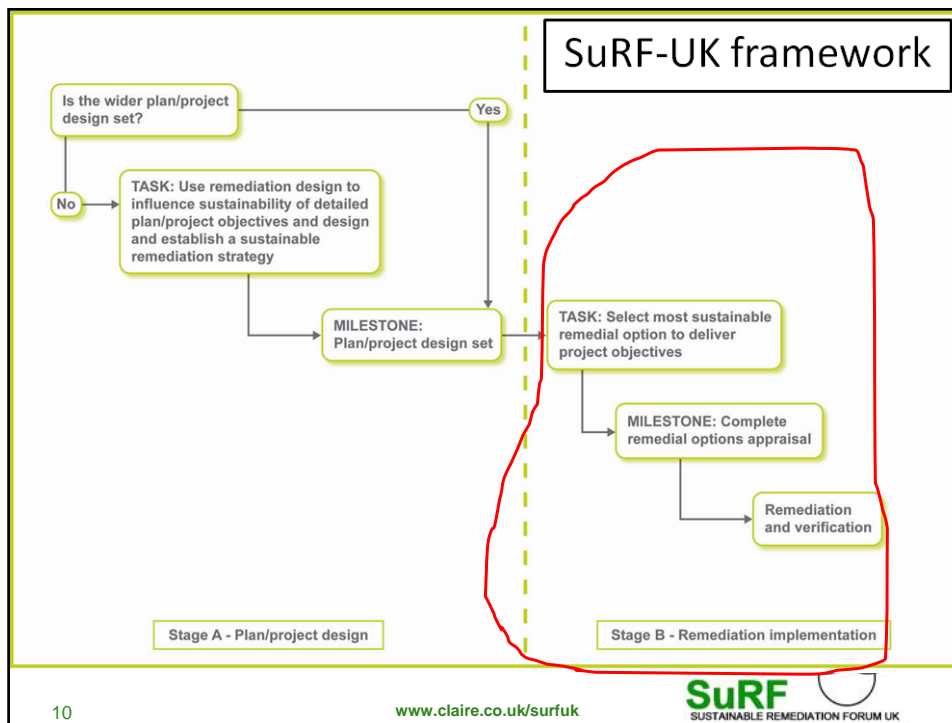 SuRF-UK framework
Is the wider plan/project
design set?
Yes
No
TASK: Use remediation design to
influence sustainability of detailed
plan/project objectives and design
and establish a sustainable
remediation strategy
MILESTONE:
Plan/project design set
TASK: Select most sustainable
remedial option to deliver
project objectives
MILESTONE: Complete
remedial options appraisal
Remediation
and verification
Stage A - Plan/project design
Stage B - Remediation implementation
10
www.claire.co.uk/surfuk
SuRF
SUSTAINABLE REMEDIATION FORUM UK